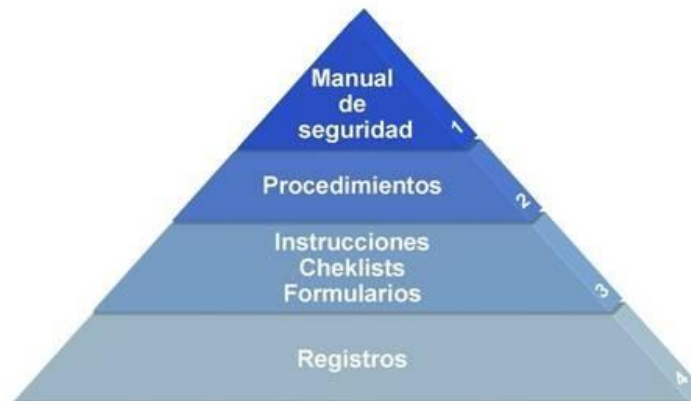 Manual
de
seguridad
1
Procedimientos
2
Instrucciones
Cheklists
Formularios
3
Registros
4